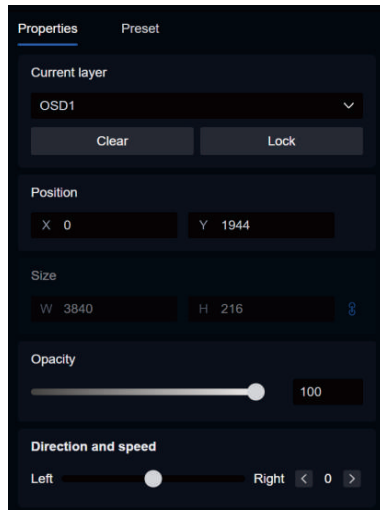 Properties Preset
Current layer
OSD1
Clear Lock
Position
X 0 Y 1944
Size
W 3840 H 216
Opacity
100
Direction and speed
Left Right < 0 >